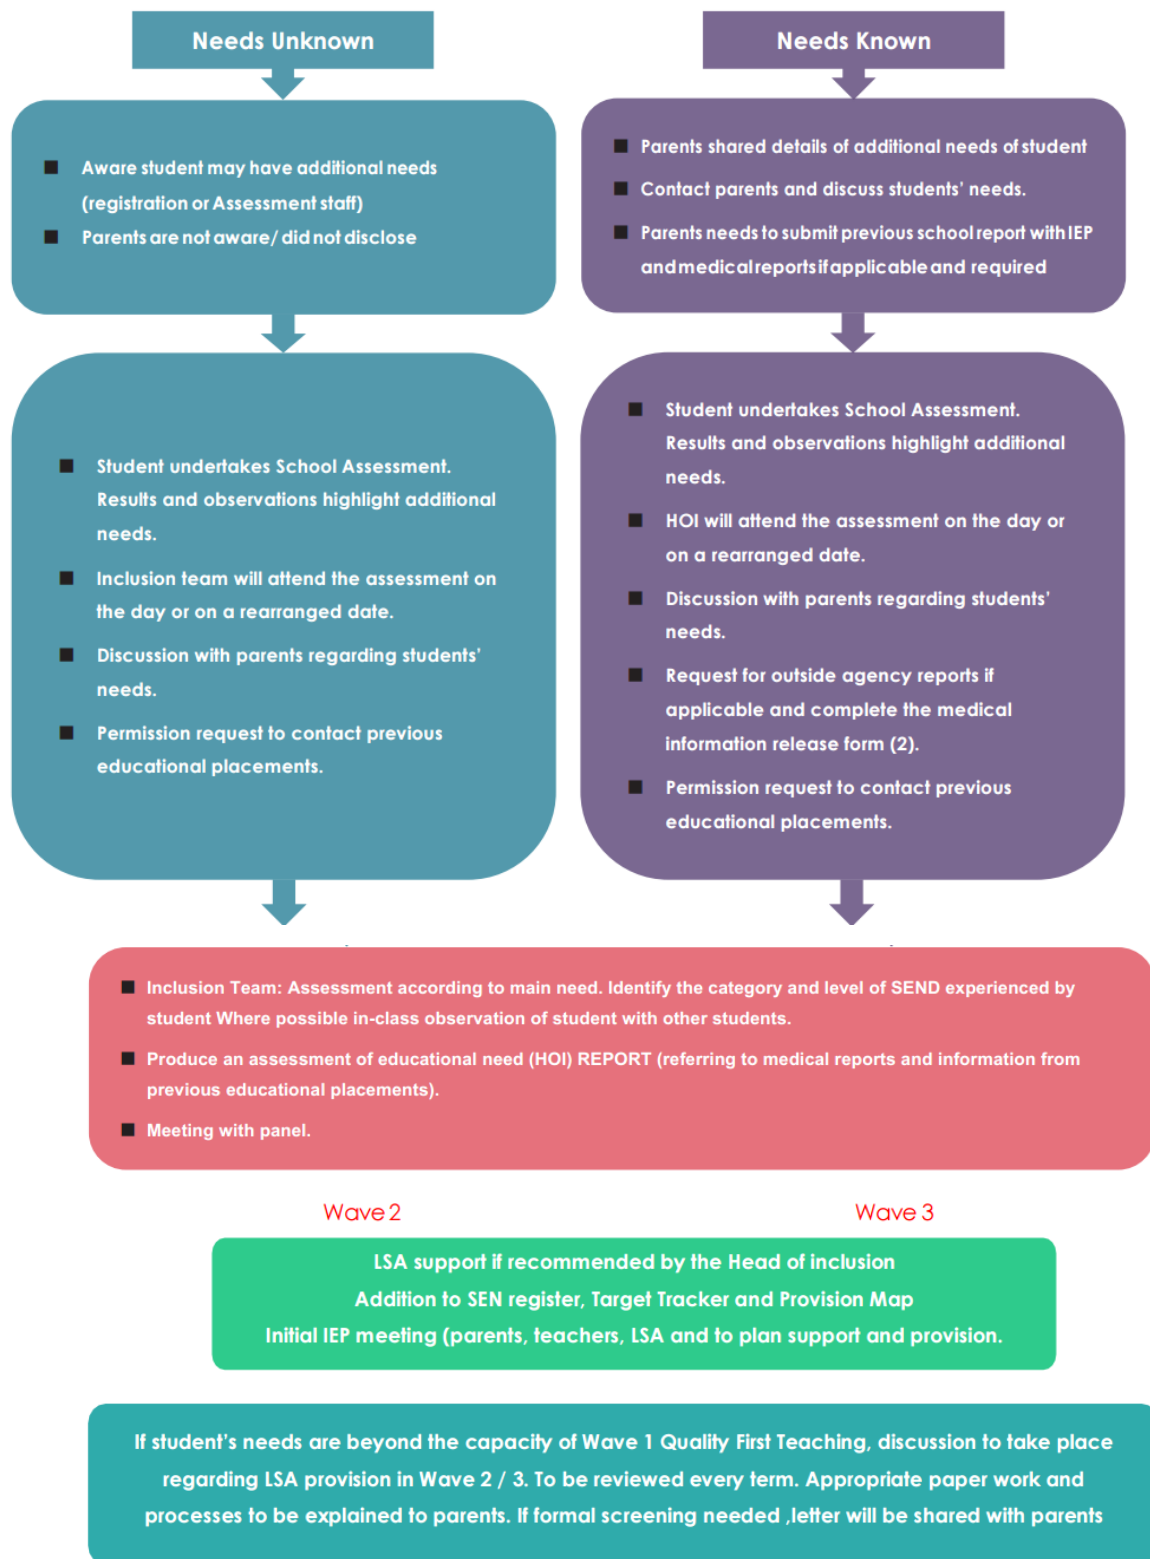 Needs Unknown
Aware student may have additional needs
(registration or Assessment staff)
Parents are not aware/ did not disclose
Student undertakes School Assessment.
Results and observations highlight additional
needs.
Inclusion team will attend the assessment on
the day or on a rearranged date.
Discussion with parents regarding students'
needs.
Permission request to contact previous
educational placements.
Needs Known
Parents shared details of additional needs of student
Contact parents and discuss students' needs.
Parents needs to submit previous school report with IEP
and medical reports if applicable and required
Student undertakes School Assessment.
Results and observations highlight additional
needs.
HOI will attend the assessment on the day or
on a rearranged date.
Discussion with parents regarding students'
needs.
Request for outside agency reports if
applicable and complete the medical
information release form (2).
Permission request to contact previous
educational placements.
Inclusion Team: Assessment according to main need. Identify the category and level of SEND experienced by
student Where possible in-class observation of student with other students.
Produce an assessment of educational need (HOI) REPORT (referring to medical reports and information from
previous educational placements).
Meeting with panel.
Wave 2
Wave 3
LSA support if recommended by the Head of inclusion
Addition to SEN register, Target Tracker and Provision Map
Initial IEP meeting (parents, teachers, LSA and to plan support and provision.
If student's needs are beyond the capacity of Wave 1 Quality First Teaching, discussion to take place
regarding LSA provision in Wave 2 / 3. To be reviewed every term. Appropriate paper work and
processes to be explained to parents. If formal screening needed ,letter will be shared with parents